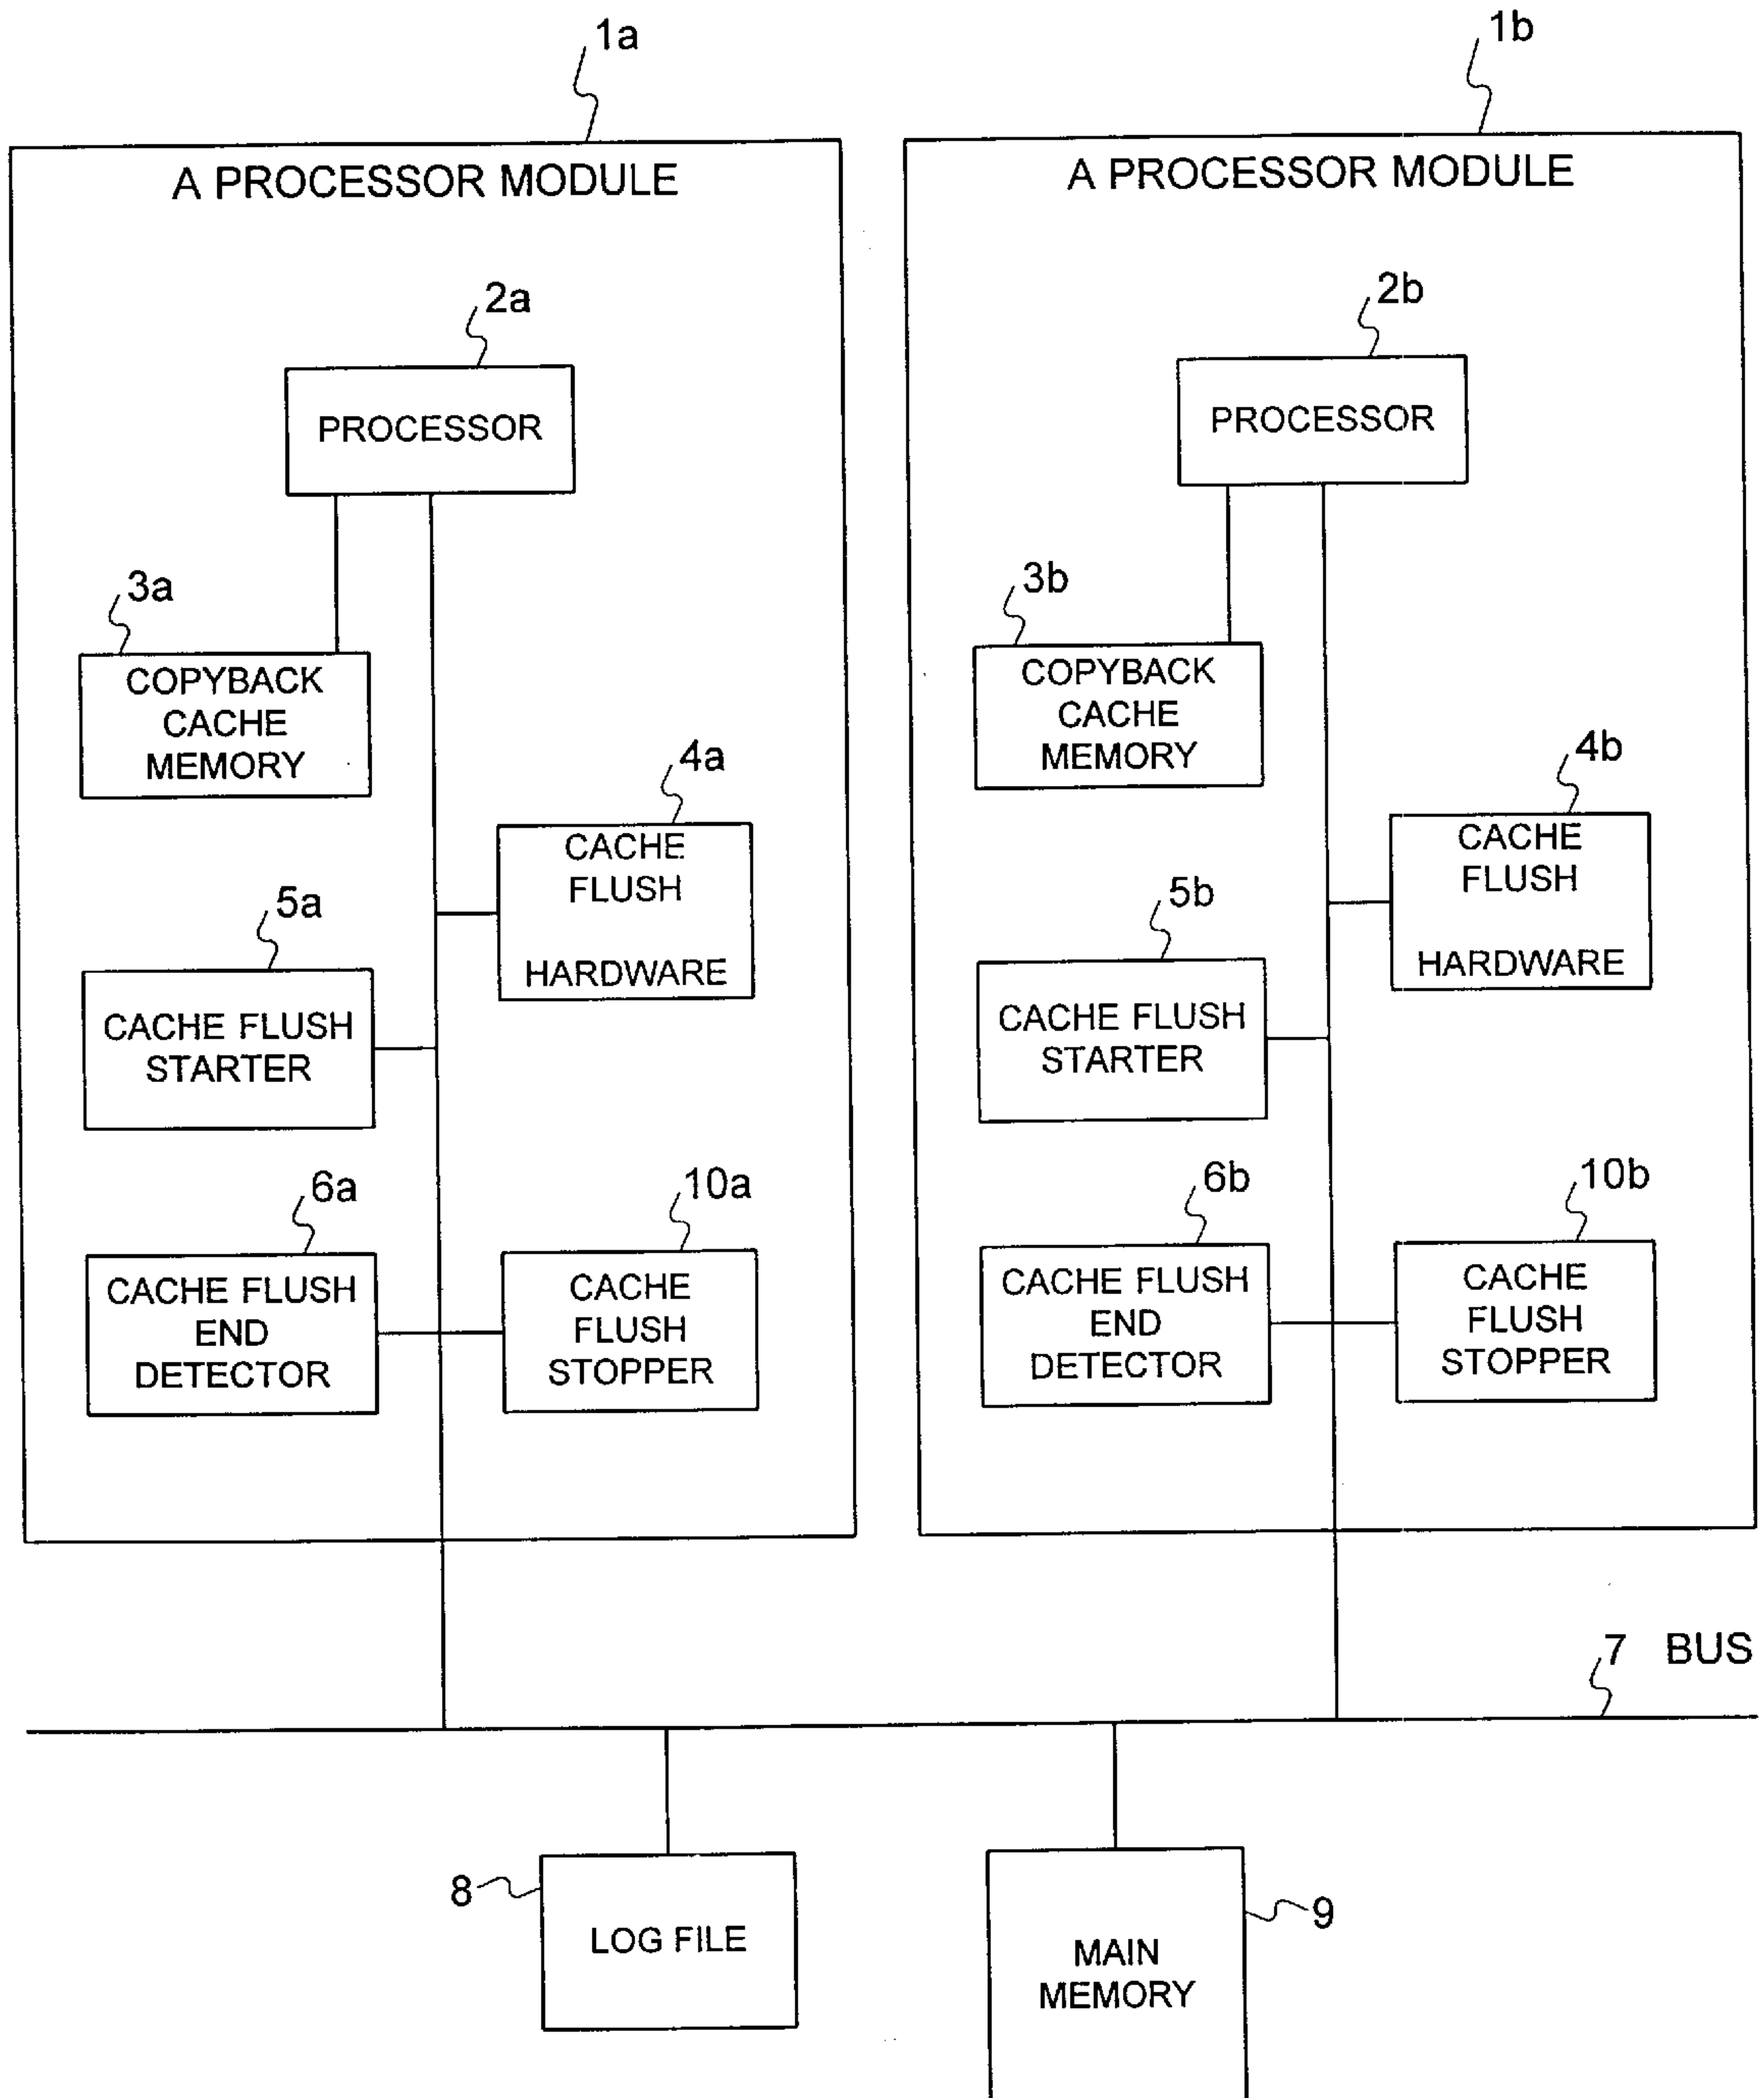 1a
1b
A PROCESSOR MODULE
A PROCESSOR MODULE
2a
2b
PROCESSOR
PROCESSOR
3a
3b
COPYBACK
CACHE
MEMORY
COPYBACK
CACHE
MEMORY
4a
4b
CACHE
FLUSH
HARDWARE
CACHE
FLUSH
HARDWARE
5a
5b
CACHE FLUSH
STARTER
CACHE FLUSH
STARTER
6a
10a
6b
10b
CACHE FLUSH
END
DETECTOR
CACHE
FLUSH
STOPPER
CACHE FLUSH
END
DETECTOR
CACHE
FLUSH
STOPPER
7 BUS
8
LOG FILE
9
MAIN
MEMORY